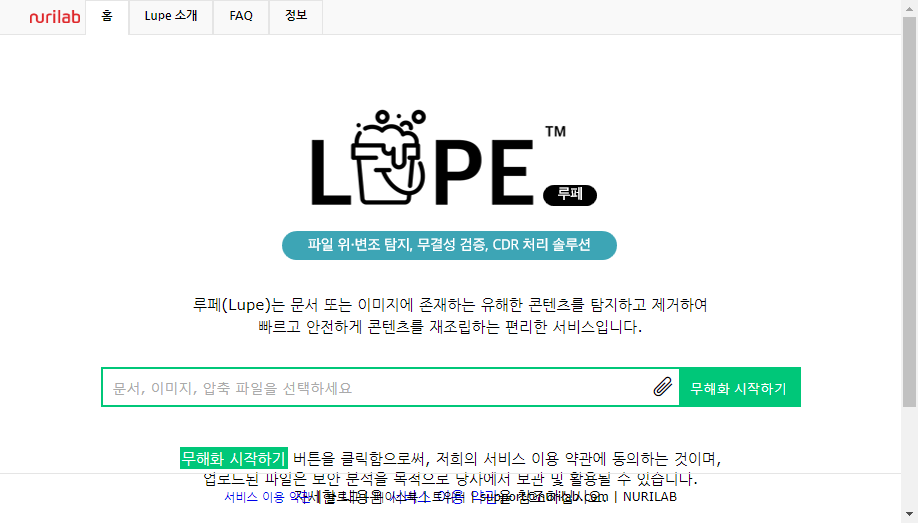 nurilab
홈
Lupe 소개
FAQ
정보
LUPE™
루페
파일 위·변조 탐지, 무결성 검증, CDR 처리 솔루션
루페(Lupe)는 문서 또는 이미지에 존재하는 유해한 콘텐츠를 탐지하고 제거하여
빠르고 안전하게 콘텐츠를 재조립하는 편리한 서비스입니다.
문서, 이미지, 압축 파일을 선택하세요
무해화 시작하기
무해화 시작하기 버튼을 클릭함으로써, 저희의 서비스 이용 약관에 동의하는 것이며,
업로드된 파일은 보안 분석을 목적으로 당사에서 보관 및 활용될 수 있습니다.
서비스 이용 약관 | support@nurilab.com | NURILAB